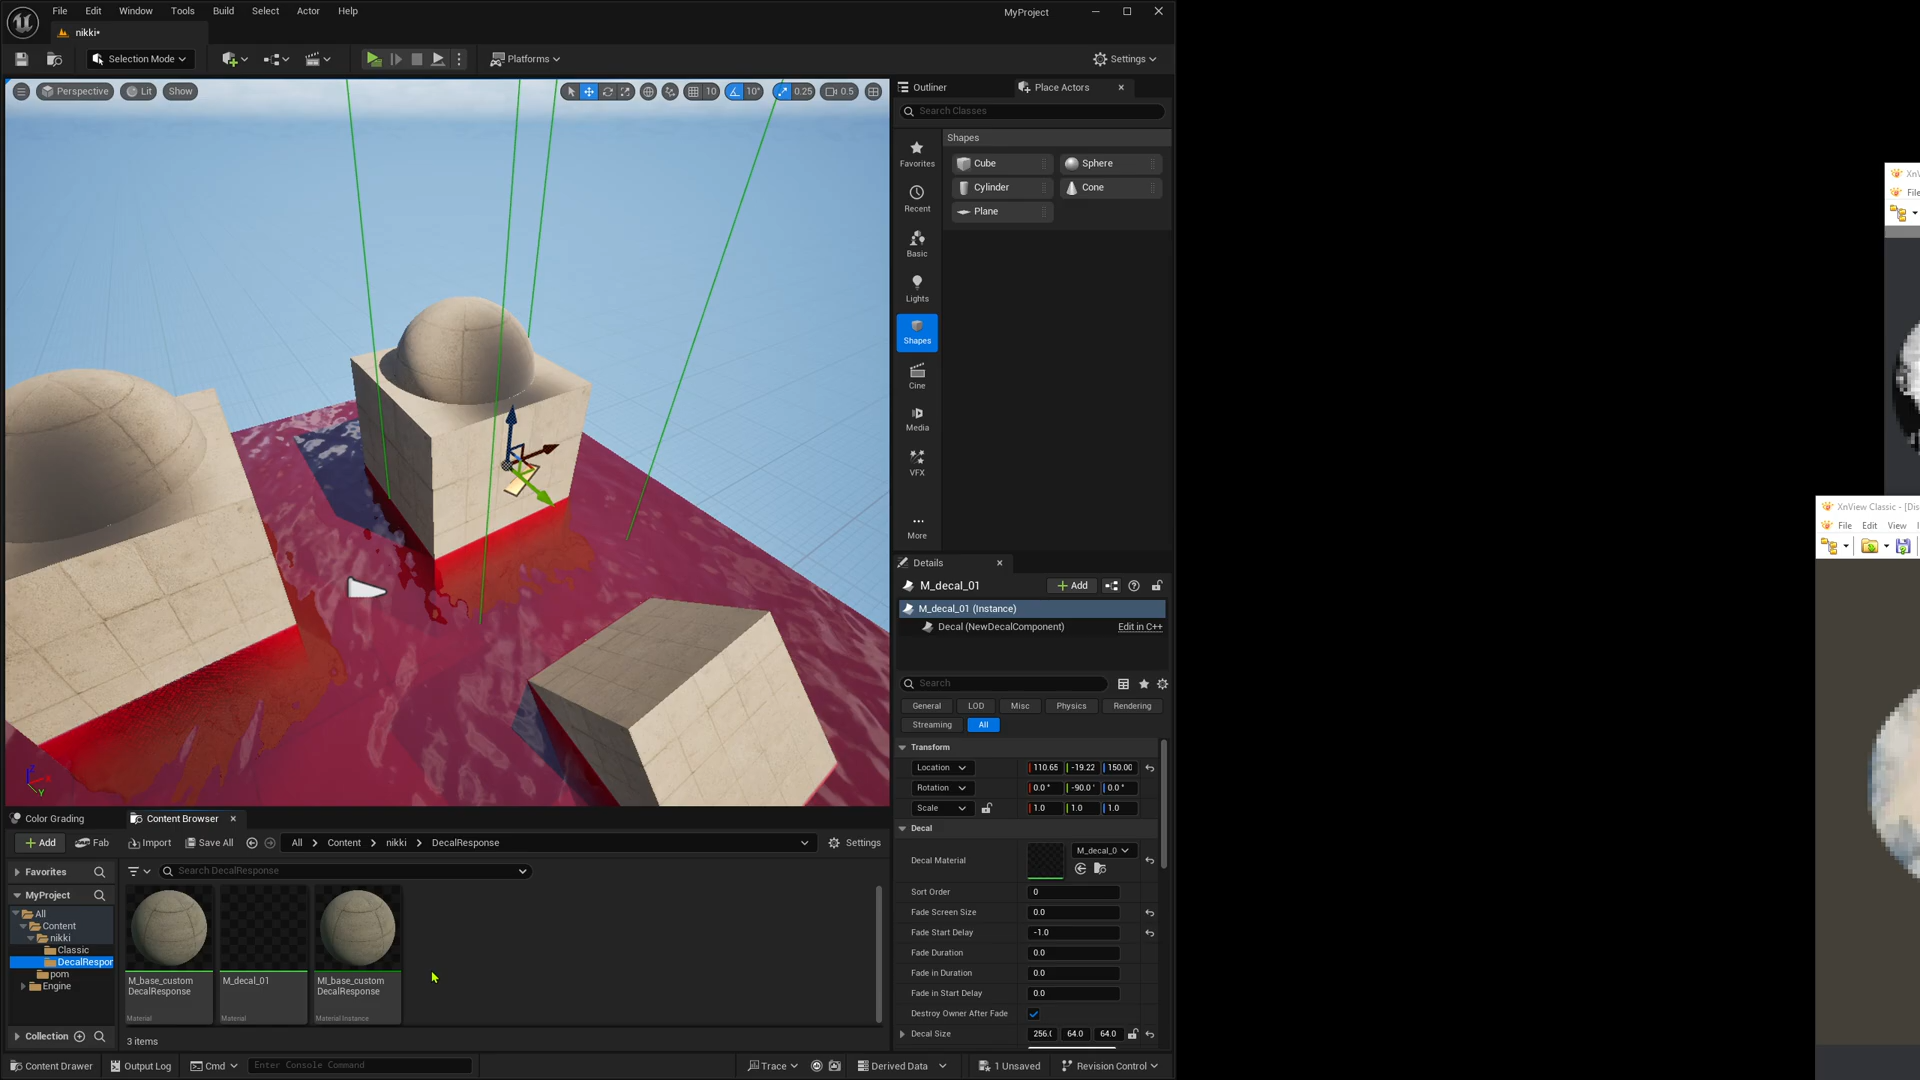 File Edit Window Tools Build Select Actor Help
MyProject
nikki•
Selection Mode
Platforms
Settings
Perspective
Lit
Show
10
10°
0.25
0.5
Outliner
Place Actors
Search Classes
Shapes
Cube
Sphere
Cylinder
Cone
Plane
Favorites
Recent
Basic
Lights
Shapes
Cine
Media
VFX
More
Details
M_decal_01
Add
M_decal_01 (Instance)
Decal (NewDecalComponent)
Edit in C++
Search
General
LOD
Misc
Physics
Rendering
Streaming
All
Transform
Location
110.65
-19.22
150.00
Rotation
0.0 °
-90.0 °
0.0 °
Scale
1.0
1.0
1.0
Decal
Decal Material
M_decal_0
Sort Order
0
Fade Screen Size
0.0
Fade Start Delay
-1.0
Fade Duration
0.0
Fade in Duration
0.0
Fade in Start Delay
0.0
Destroy Owner After Fade
Decal Size
256.(
64.0
64.0
Z
Y
Color Grading
Content Browser
Add
Fab
Import
Save All
All
Content
nikki
DecalResponse
Settings
Favorites
Search DecalResponse
MyProject
All
Content
nikki
Classic
DecalRespor
pom
Engine
Collection
M_base_custom
DecalResponse
Material
M_decal_01
Material
MI_base_custom
DecalResponse
Material Instance
3 items
Content Drawer
Output Log
Cmd
Enter Console Command
Trace
Derived Data
1 Unsaved
Revision Control
XnV
File
XnView Classic - [Dis
File Edit View